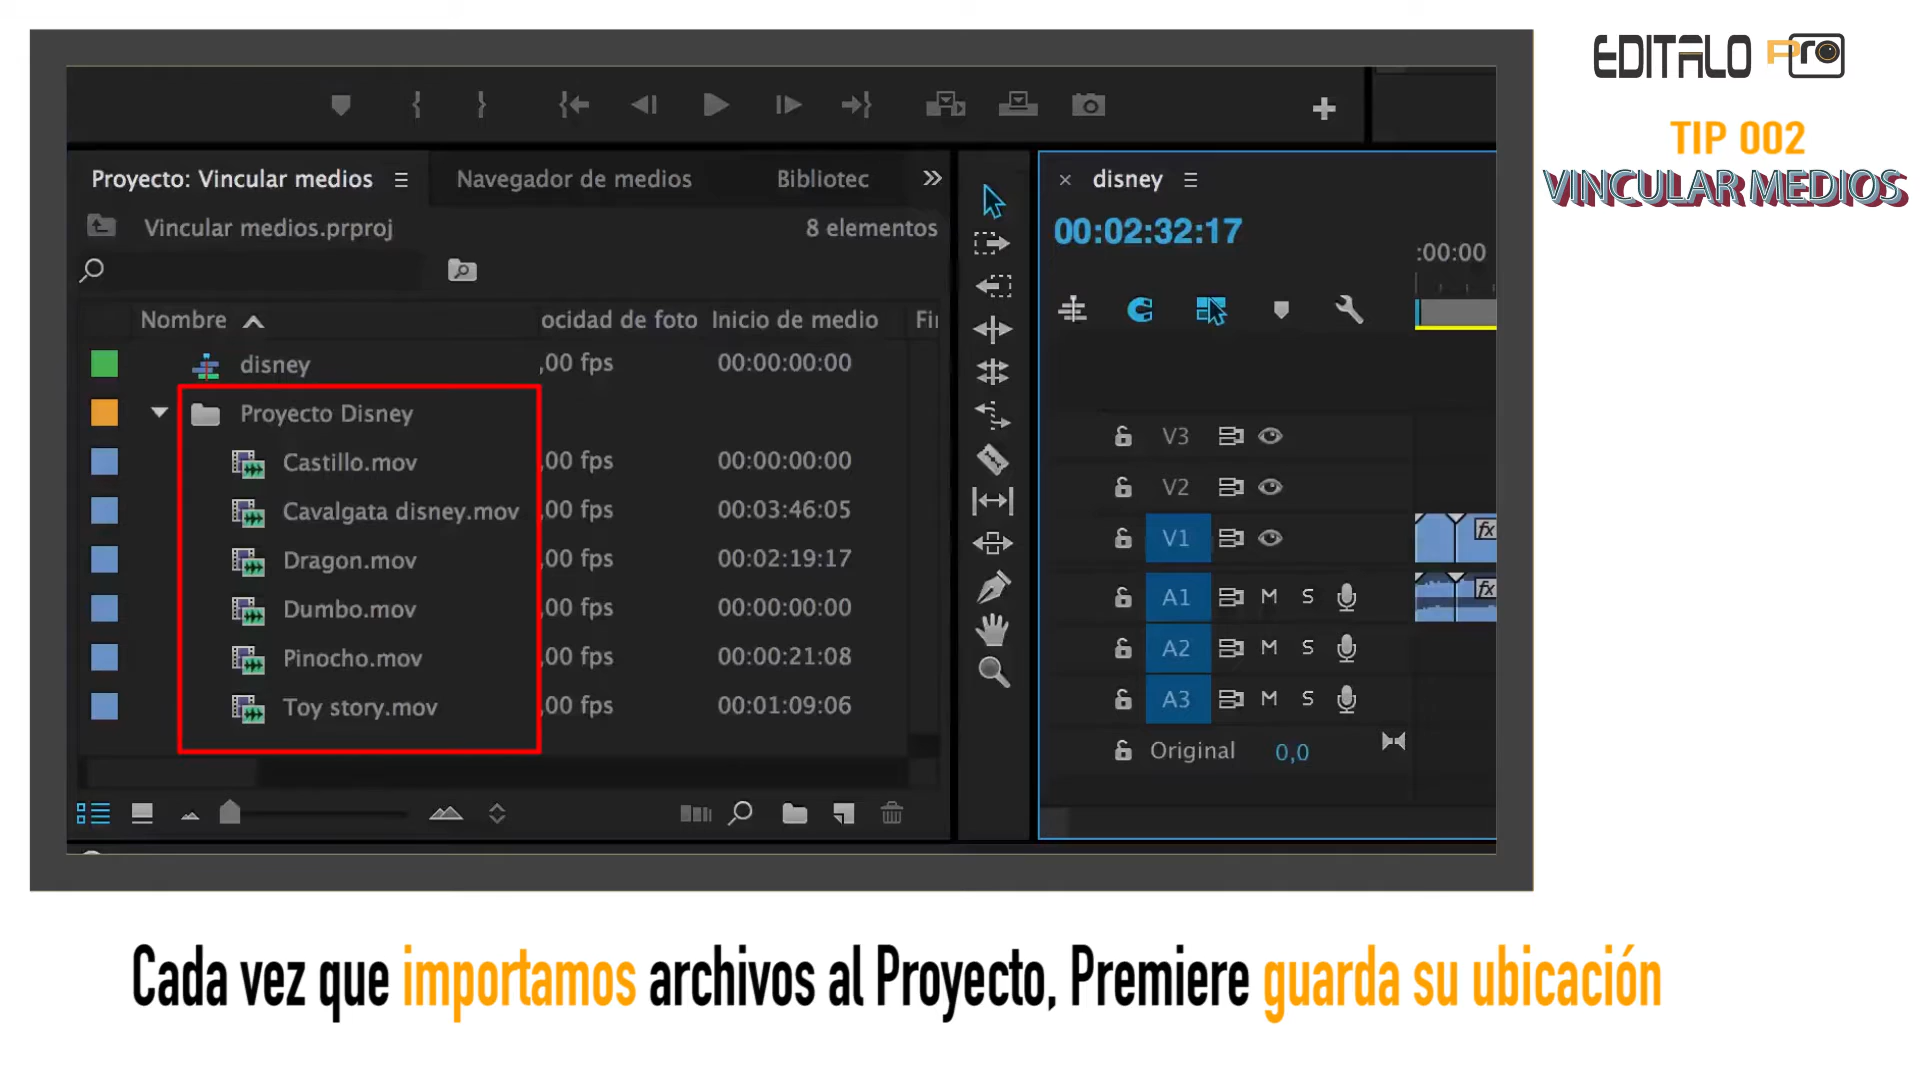 EDITALO Pro
TIP 002
VINCULAR MEDIOS
Proyecto: Vincular medios
Navegador de medios
Bibliotec
Vincular medios.prproj
8 elementos
Nombre
ocidad de foto
Inicio de medio
Fi
disney
,00 fps
00:00:00:00
Proyecto Disney
Castillo.mov
,00 fps
00:00:00:00
Cavalgata disney.mov
,00 fps
00:03:46:05
Dragon.mov
,00 fps
00:02:19:17
Dumbo.mov
,00 fps
00:00:00:00
Pinocho.mov
,00 fps
00:00:21:08
Toy story.mov
,00 fps
00:01:09:06
disney
00:02:32:17
:00:00
V3
V2
V1
fx
A1 M S
fx
A2 M S
A3 M S
Original 0,0
Cada vez que importamos archivos al Proyecto, Premiere guarda su ubicación